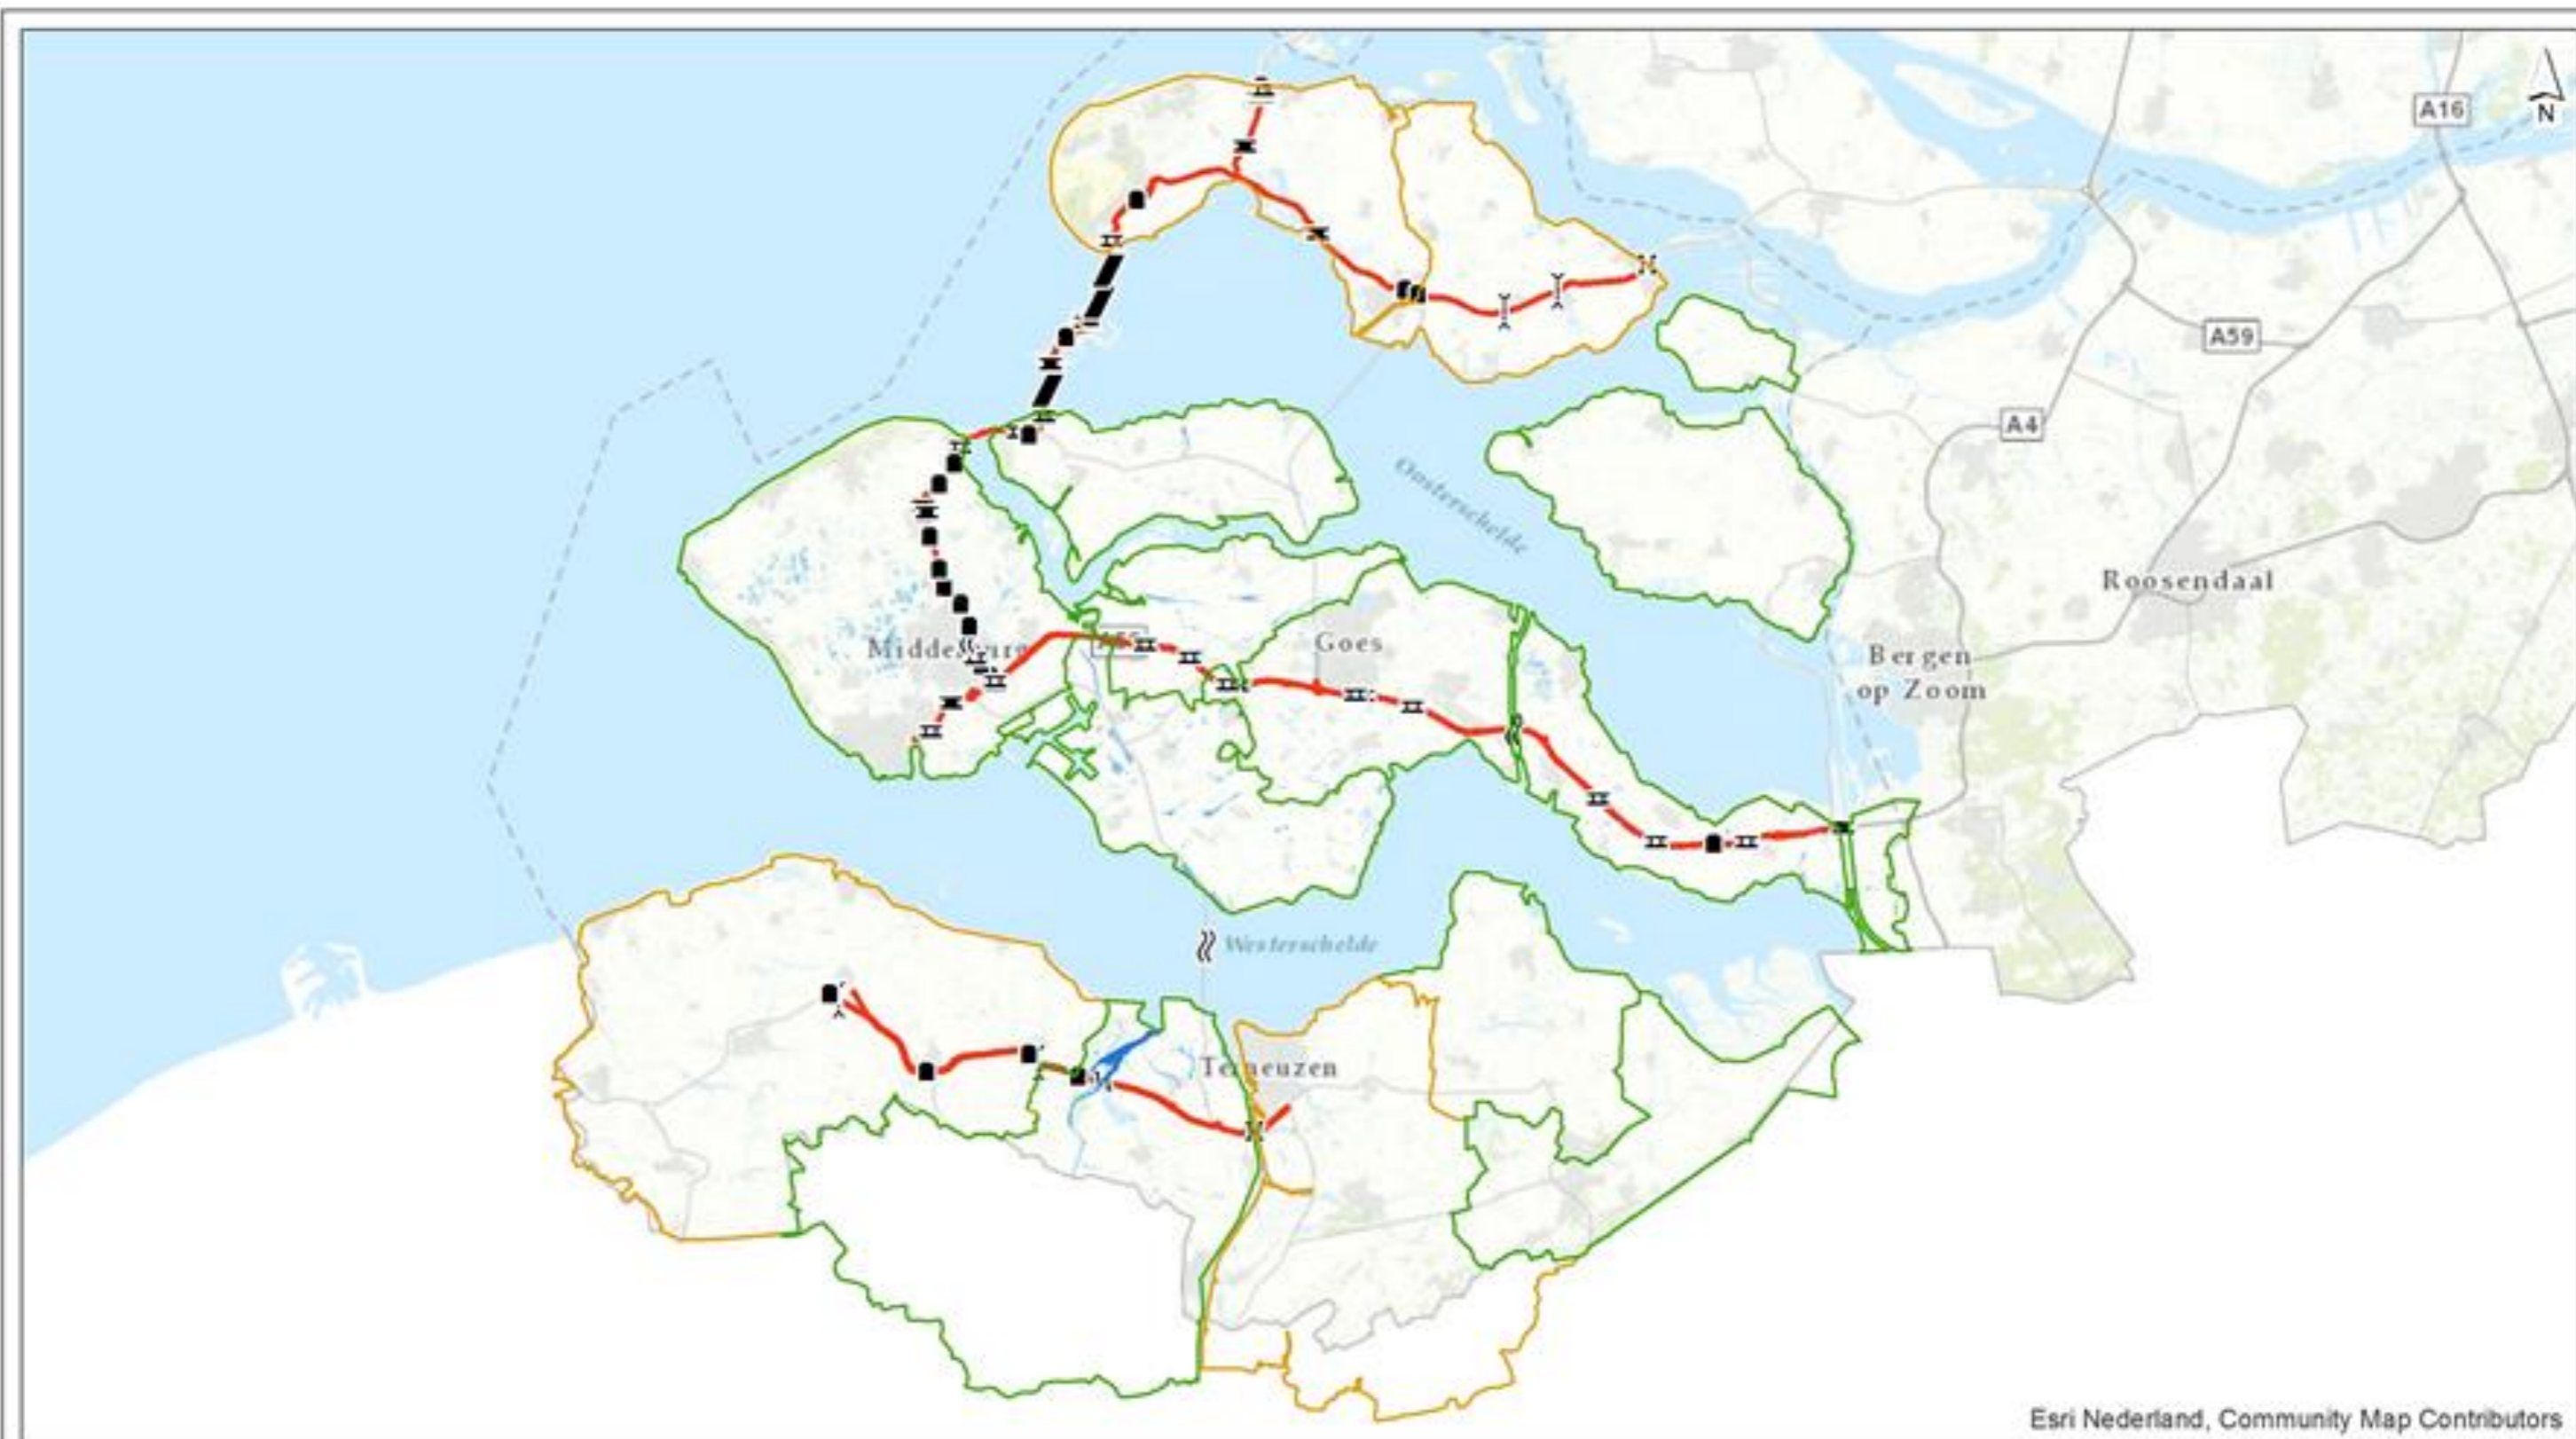 A16
N
A59
A4
Oosterschelde
Roosendaal
Goes
Bergen
op Zoom
Westerschelde
Esri Nederland, Community Map Contributors